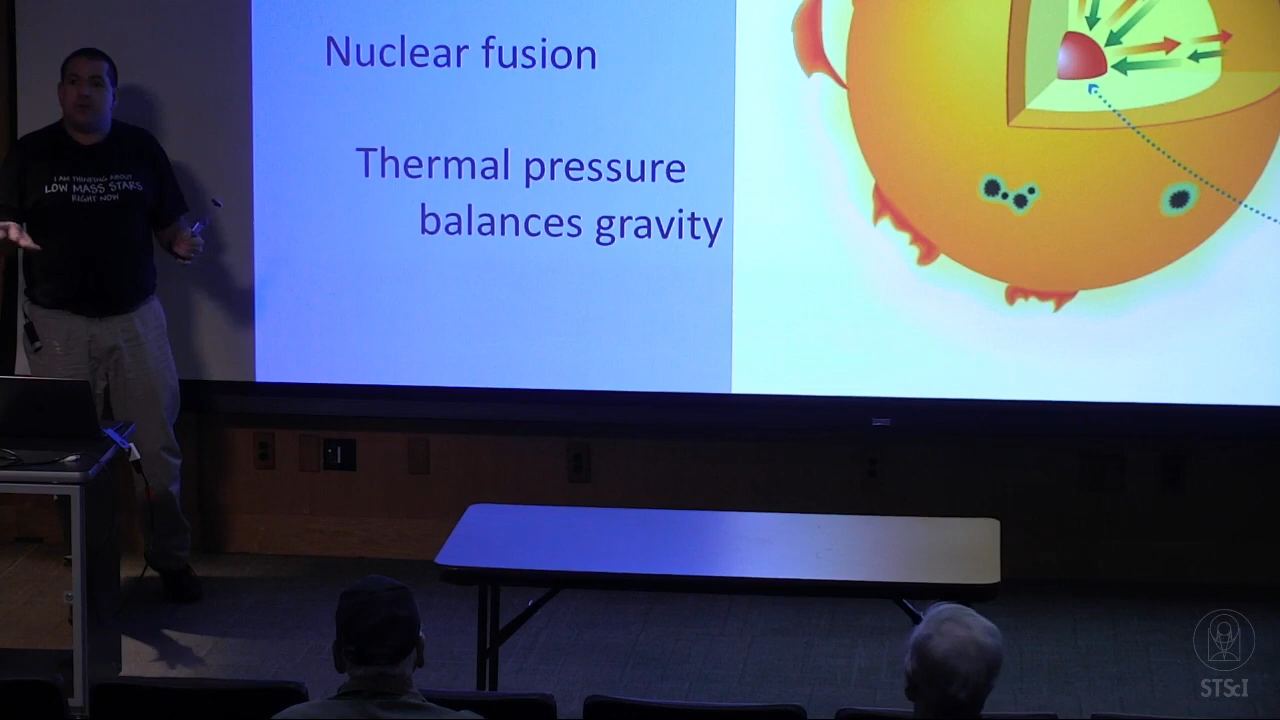 Nuclear fusion
Thermal pressure
balances gravity
I AM THINKING ABOUT
LOW MASS STARS
RIGHT NOW
STScI